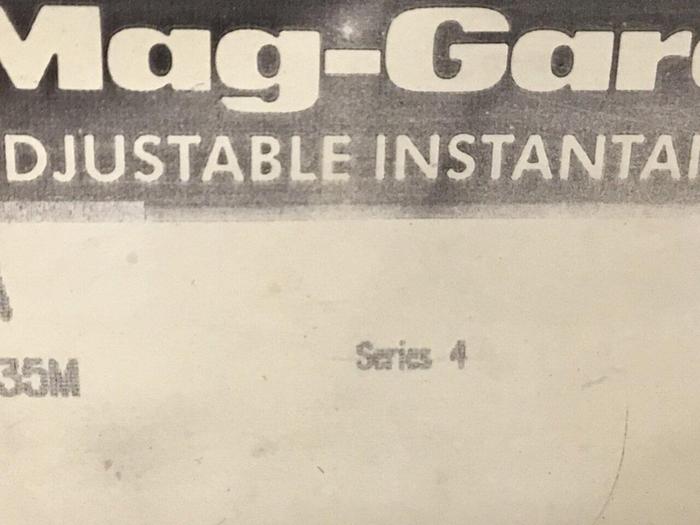 Mag-Gar
DJUSTABLE INSTANTA
Series 4
35M